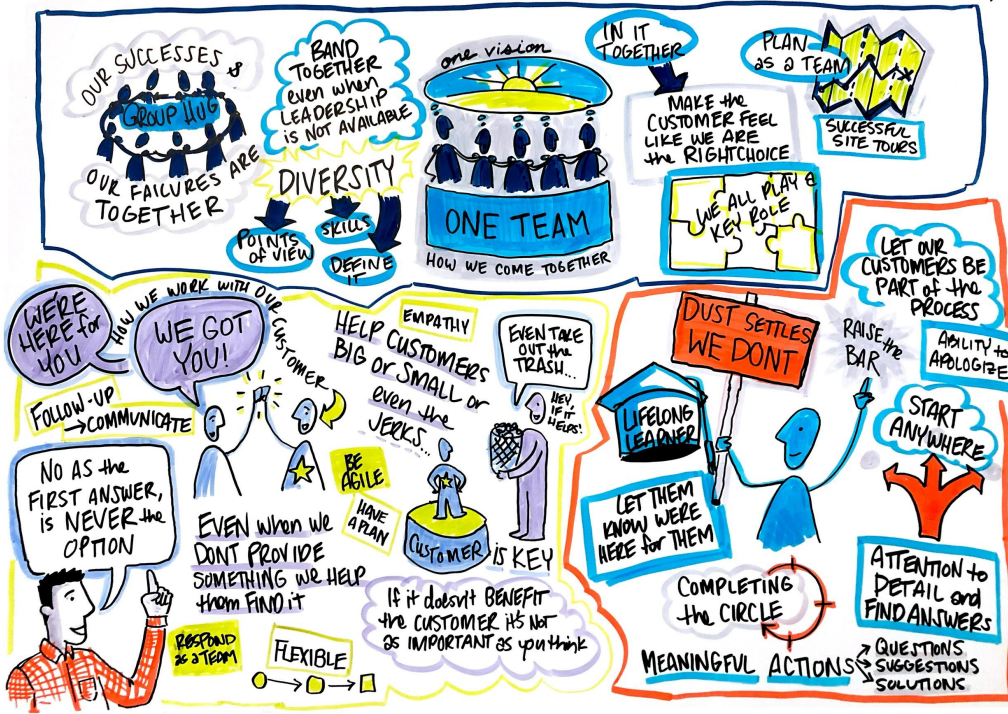 OUR SUCCESSES &
GROUP HUG
OUR FAILURES ARE
TOGETHER
BAND
TOGETHER
even when
LEADERSHIP
is NOT AVAILABLE
DIVERSITY
POINTS
of VIEW
SKILLS
DEFINE
IT
one vision
ONE TEAM
HOW WE COME TOGETHER
IN IT
TOGETHER
MAKE the
CUSTOMER FEEL
LIKE WE ARE
the RIGHT CHOICE
PLAN
as a TEAM
SUCCESSFUL
SITE TOURS
WE ALL PLAY a
KEY ROLE
HOW WE WORK WITH OUR CUSTOMER
WE'RE
HERE for
YOU
WE GOT
YOU!
FOLLOW-UP
→COMMUNICATE
NO AS the
FIRST ANSWER,
is NEVER the
OPTION
EVEN when we
DONT PROVIDE
SOMETHING we HELP
them FIND it
RESPOND
as a TEAM
FLEXIBLE
HELP CUSTOMERS
BIG or SMALL or
even the
JERKS...
EMPATHY
BE
AGILE
HAVE
A PLAN
EVEN TAKE
OUT the
TRASH...
HEY,
IF IT
HELPS!
CUSTOMER is KEY
If it doesn't BENEFIT
the CUSTOMER it's NOT
as IMPORTANT as you think
DUST SETTLES
WE DONT
RAISE the
BAR
LIFELONG
LEARNER
LET THEM
KNOW WERE
HERE for THEM
COMPLETING
the CIRCLE
MEANINGFUL ACTIONS
QUESTIONS
SUGGESTIONS
SOLUTIONS
LET OUR
CUSTOMERS BE
PART of the
PROCESS
ABILITY to
APOLOGIZE
START
ANYWHERE
ATTENTION to
DETAIL and
FIND ANSWERS